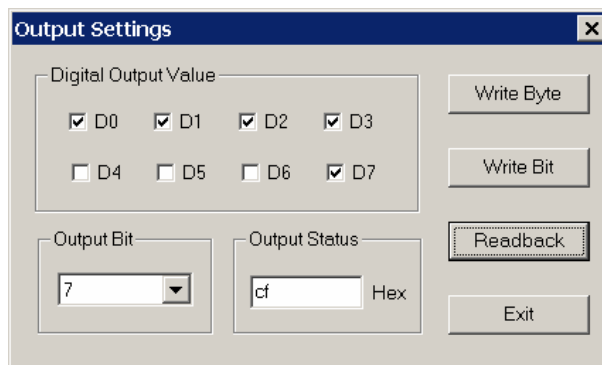 Output Settings
Digital Output Value
D0 D1 D2 D3
D4 D5 D6 D7
Write Byte
Write Bit
Output Bit
7
Output Status
cf Hex
Readback
Exit